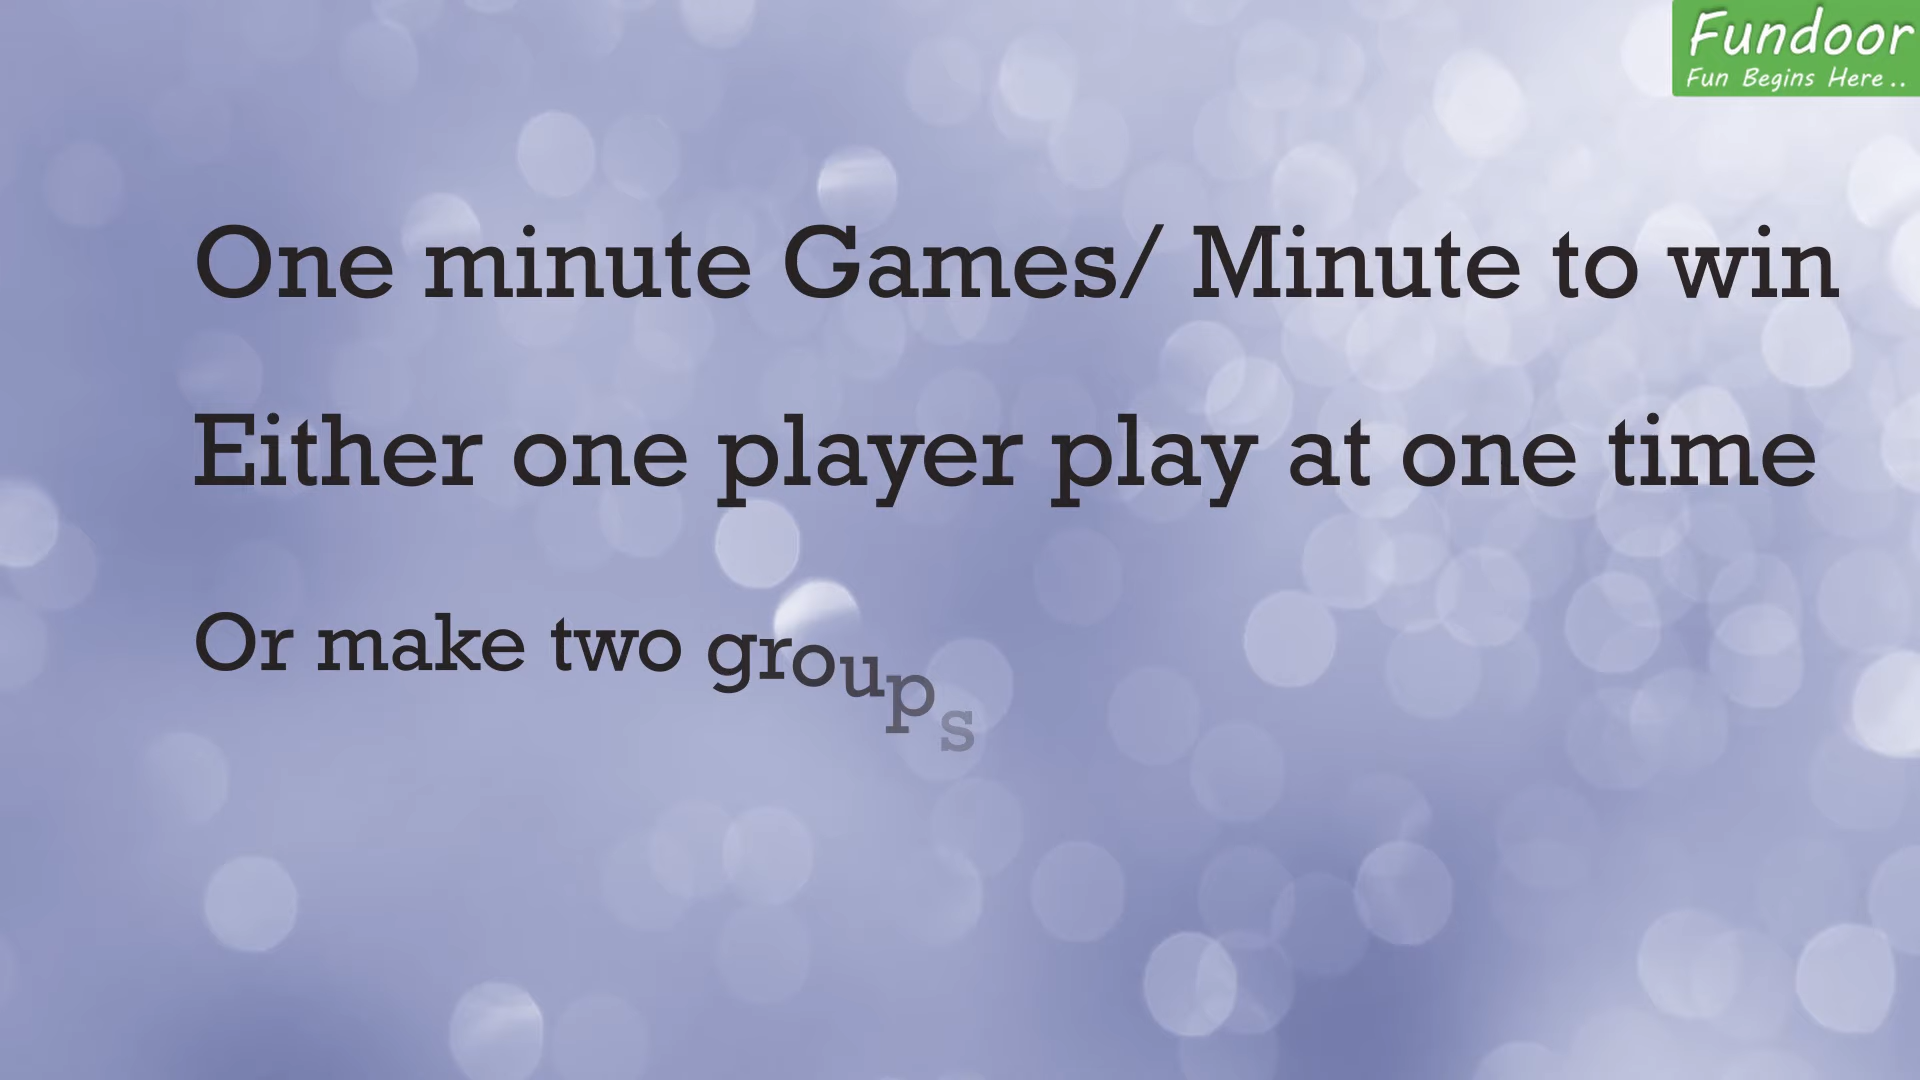 Fundoor
Fun Begins Here..
One minute Games/ Minute to win
Either one player play at one time
Or make two groups